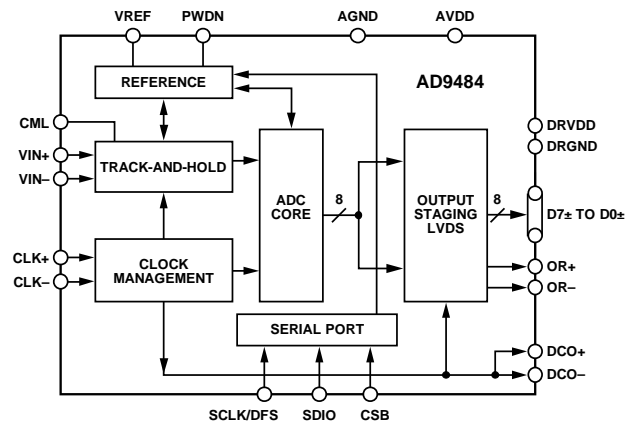 VREF
PWDN
AGND
AVDD
REFERENCE
AD9484
CML
VIN+
VIN–
TRACK-AND-HOLD
ADC
CORE
8
OUTPUT
STAGING
LVDS
8
DRVDD
DRGND
D7± TO D0±
CLK+
CLK–
CLOCK
MANAGEMENT
OR+
OR–
SERIAL PORT
DCO+
DCO–
SCLK/DFS
SDIO
CSB